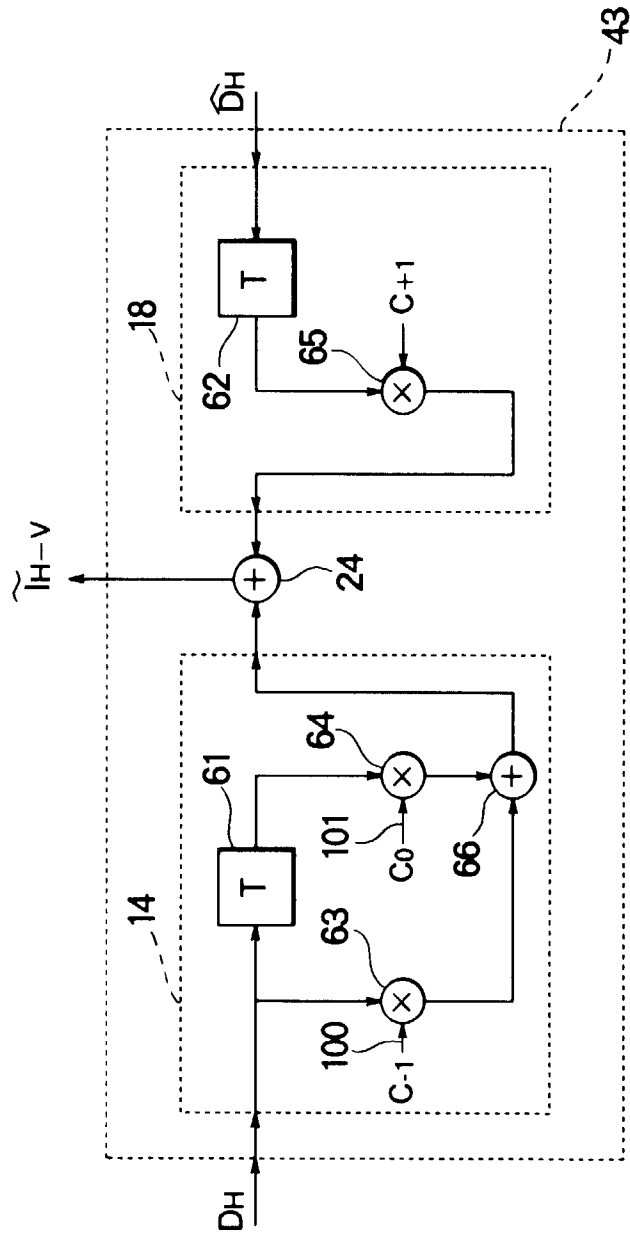 ĨH-V
43
14
18
DH
D̂H
T
61
T
62
24
63
64
65
×
×
×
+
100
C-1
101
C0
C+1
66
+